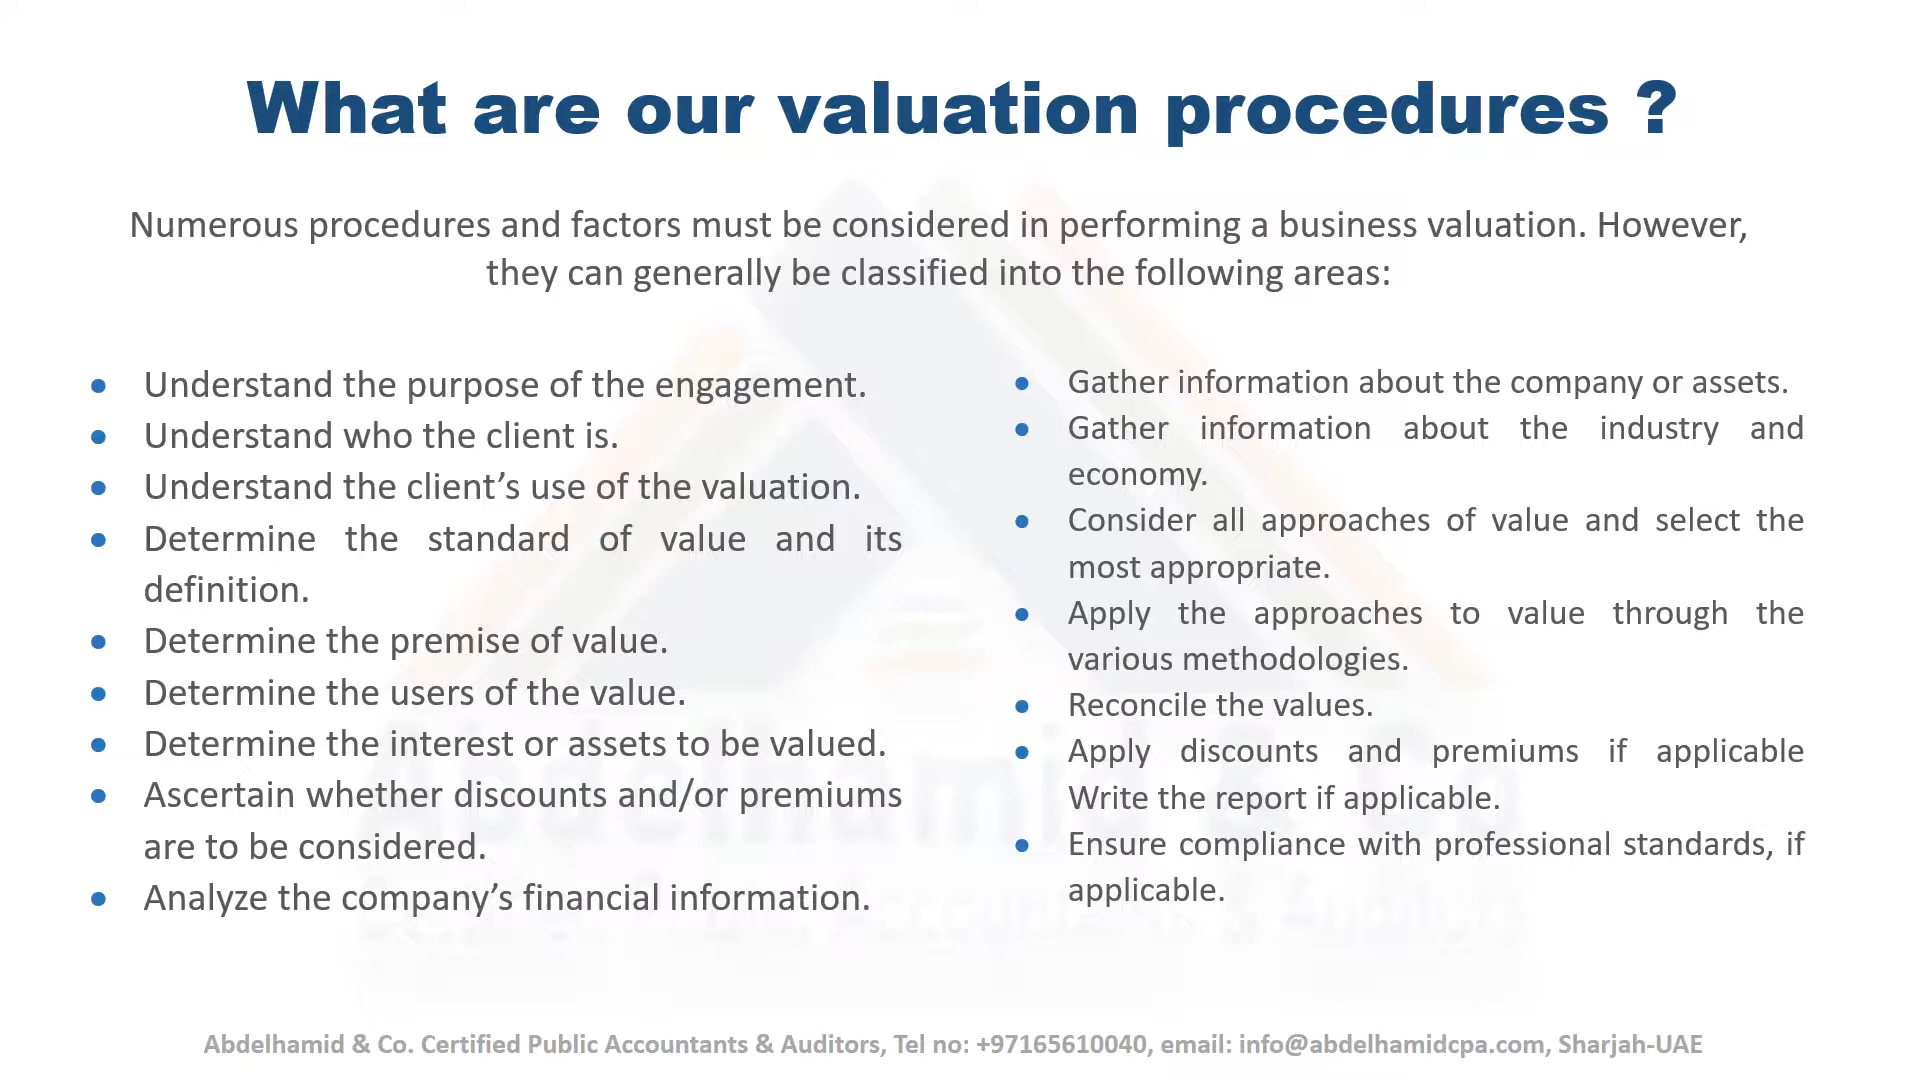 What are our valuation procedures ?
Numerous procedures and factors must be considered in performing a business valuation. However,
they can generally be classified into the following areas:
• Understand the purpose of the engagement.
• Understand who the client is.
• Understand the client’s use of the valuation.
• Determine the standard of value and its
definition.
• Determine the premise of value.
• Determine the users of the value.
• Determine the interest or assets to be valued.
• Ascertain whether discounts and/or premiums
are to be considered.
• Analyze the company’s financial information.
• Gather information about the company or assets.
• Gather information about the industry and
economy.
• Consider all approaches of value and select the
most appropriate.
• Apply the approaches to value through the
various methodologies.
• Reconcile the values.
• Apply discounts and premiums if applicable
Write the report if applicable.
• Ensure compliance with professional standards, if
applicable.
Abdelhamid & Co
Abdelhamid & Co. Certified Public Accountants & Auditors, Tel no: +97165610040, email: info@abdelhamidcpa.com, Sharjah-UAE